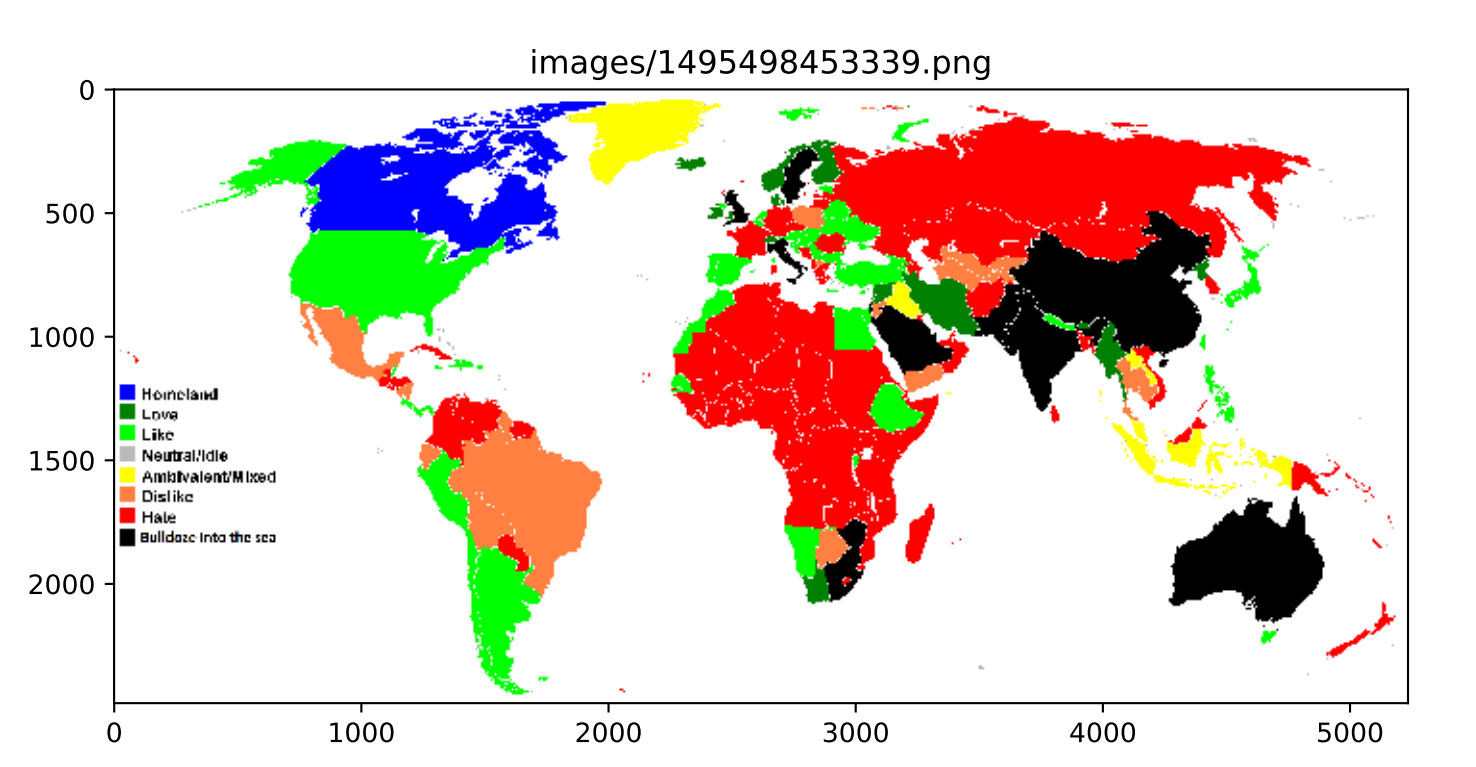 images/1495498453339.png
0
500
1000
1500
2000
Homeland
Love
Like
Neutral/Idle
Ambivalent/Mixed
Dislike
Hate
Bulldoze into the sea
0 1000 2000 3000 4000 5000